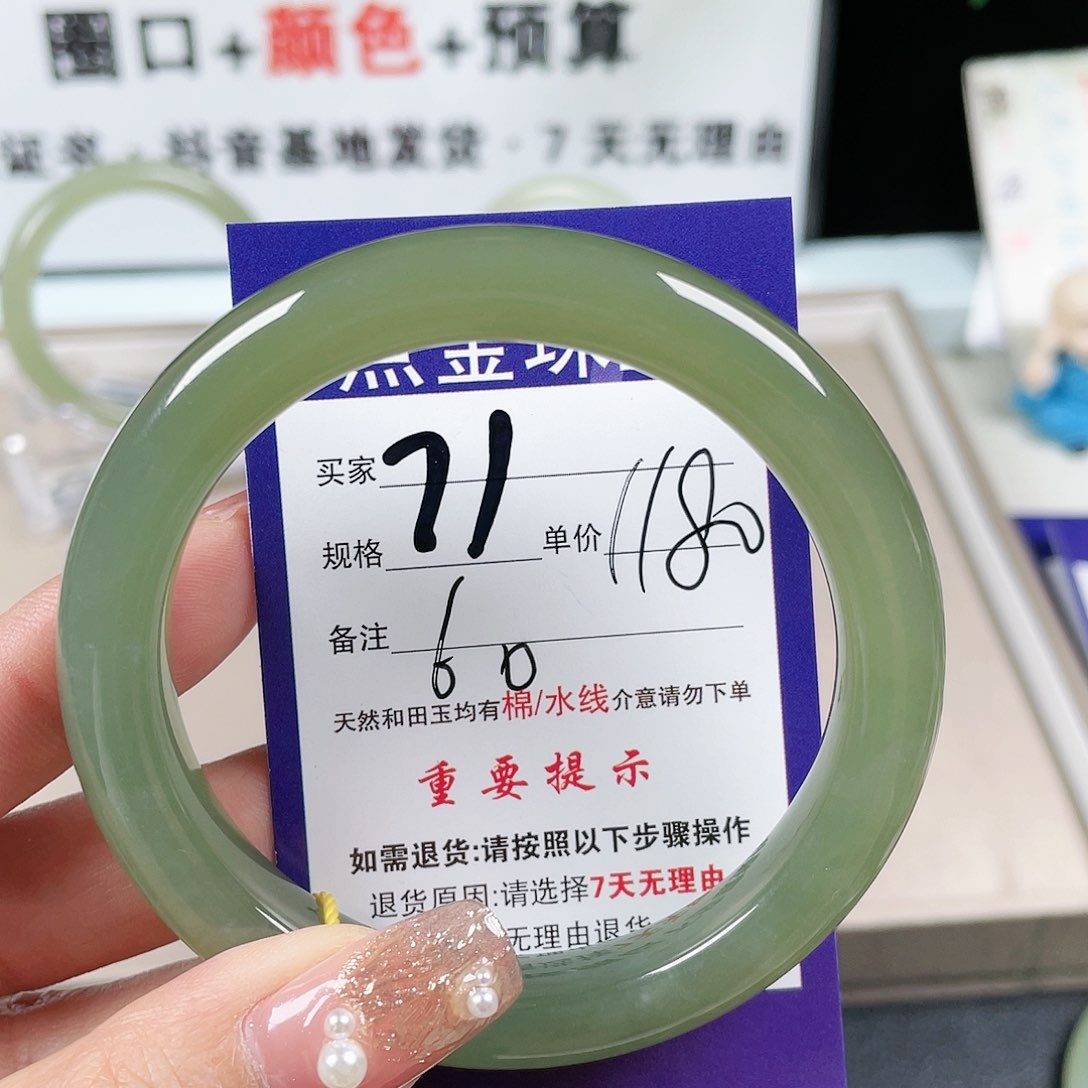 圈口+颜色+预算
证书·抖音基地发货·7天无理由
点金珠
买家
71
规格
单价 1180
备注 60
天然和田玉均有棉/水线介意请勿下单
重要提示
如需退货:请按照以下步骤操作
退货原因:请选择7天无理由
无理由退货